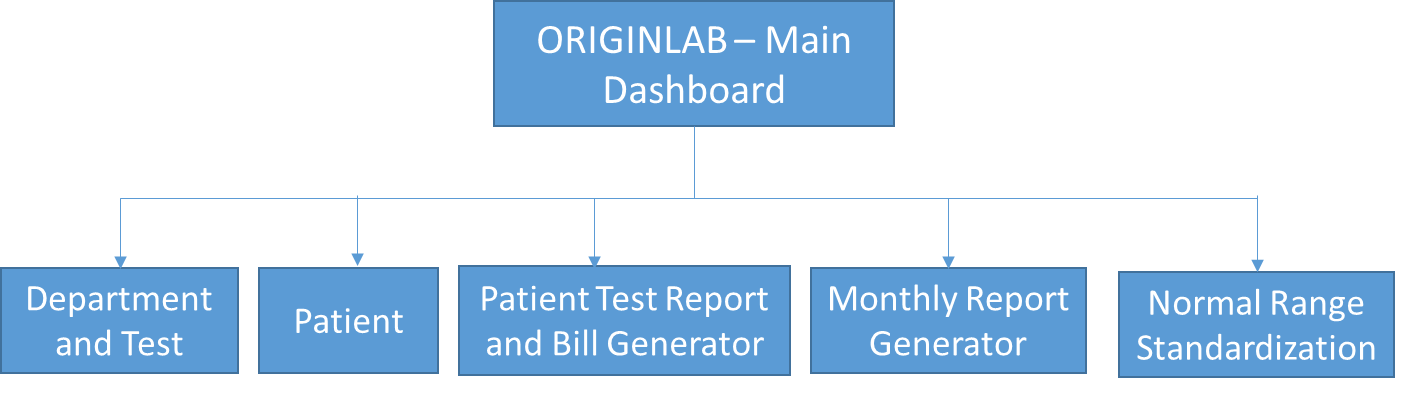 ORIGINLAB – Main
Dashboard
Department
and Test
Patient
Patient Test Report
and Bill Generator
Monthly Report
Generator
Normal Range
Standardization